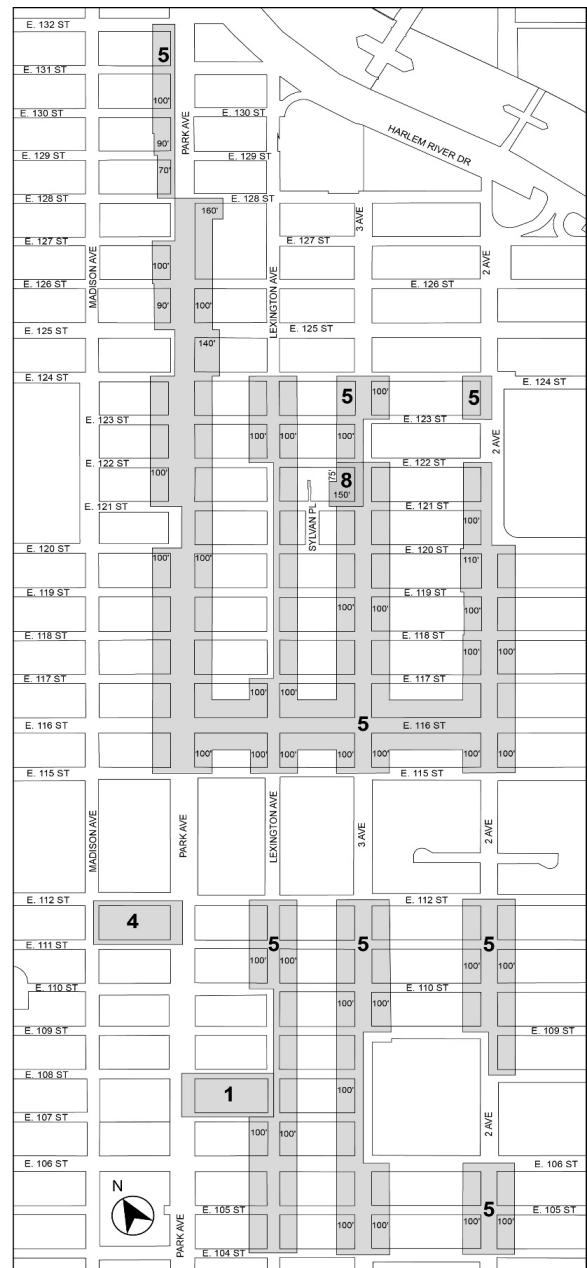 E. 132 ST
5
E. 131 ST
100'
E. 130 ST
E. 130 ST
PARK AVE
HARLEM RIVER DR
90'
E. 129 ST
E. 129 ST
70'
E. 128 ST
E. 128 ST
160'
3 AVE
E. 127 ST
E. 127 ST
MADISON AVE
100'
LEXINGTON AVE
2 AVE
E. 126 ST
E. 126 ST
90'
100'
E. 125 ST
E. 125 ST
140'
E. 124 ST
E. 124 ST
5
100'
5
E. 123 ST
E. 123 ST
100'
100'
100'
2 AVE
E. 122 ST
E. 122 ST
100'
75'
8
150'
E. 121 ST
E. 121 ST
SYLVAN PL
100'
E. 120 ST
E. 120 ST
100'
100'
110'
E. 119 ST
E. 119 ST
100'
100'
100'
E. 118 ST
E. 118 ST
100'
100'
E. 117 ST
E. 117 ST
100'
100'
E. 116 ST
5
E. 116 ST
100'
100'
100'
100'
100'
100'
100'
E. 115 ST
E. 115 ST
MADISON AVE
PARK AVE
LEXINGTON AVE
3 AVE
2 AVE
E. 112 ST
E. 112 ST
4
E. 111 ST
5
5
5
100'
100'
100'
100'
E. 110 ST
E. 110 ST
100'
100'
E. 109 ST
E. 109 ST
E. 108 ST
1
100'
E. 107 ST
100'
100'
2 AVE
E. 106 ST
E. 106 ST
N
E. 105 ST
5
E. 105 ST
PARK AVE
100'
100'
100'
100'
E. 104 ST